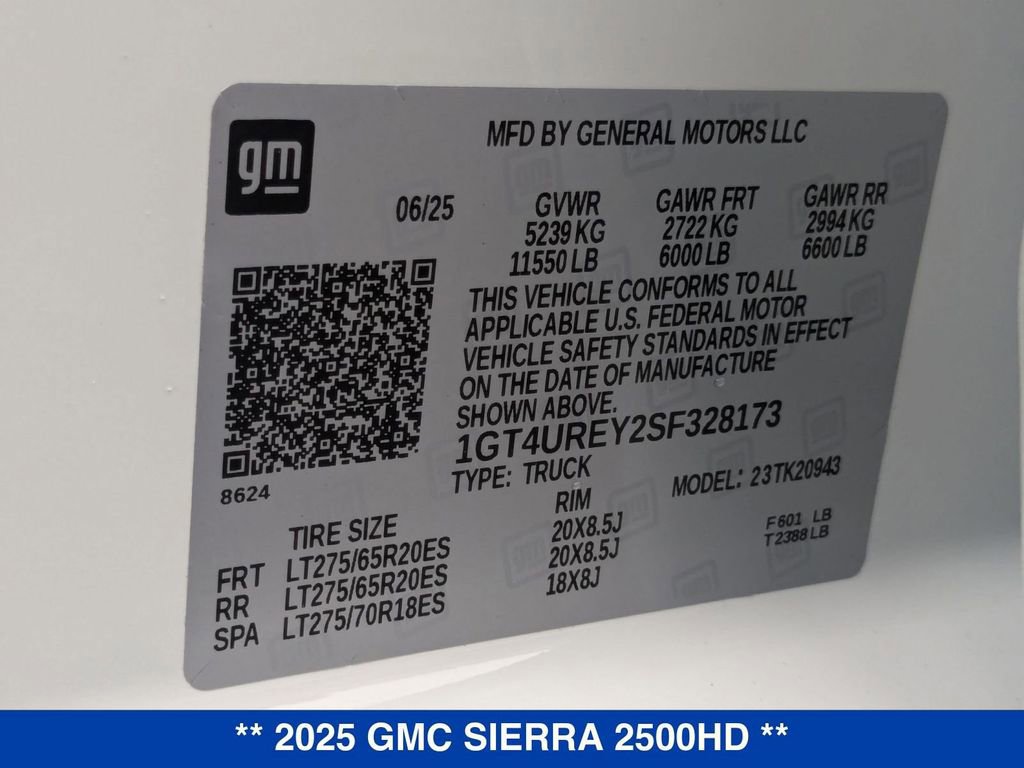 gm
MFD BY GENERAL MOTORS LLC
06/25 GVWR GAWR FRT GAWR RR
5239 KG 2722 KG 2994 KG
11550 LB 6000 LB 6600 LB
THIS VEHICLE CONFORMS TO ALL
APPLICABLE U.S. FEDERAL MOTOR
VEHICLE SAFETY STANDARDS IN EFFECT
ON THE DATE OF MANUFACTURE
SHOWN ABOVE.
1GT4UREY2SF328173
TYPE: TRUCK MODEL: 23TK20943
8624
TIRE SIZE RIM
FRT LT275/65R20ES 20X8.5J
RR LT275/65R20ES 20X8.5J
SPA LT275/70R18ES 18X8J
F 601 LB
T 2388 LB
** 2025 GMC SIERRA 2500HD **